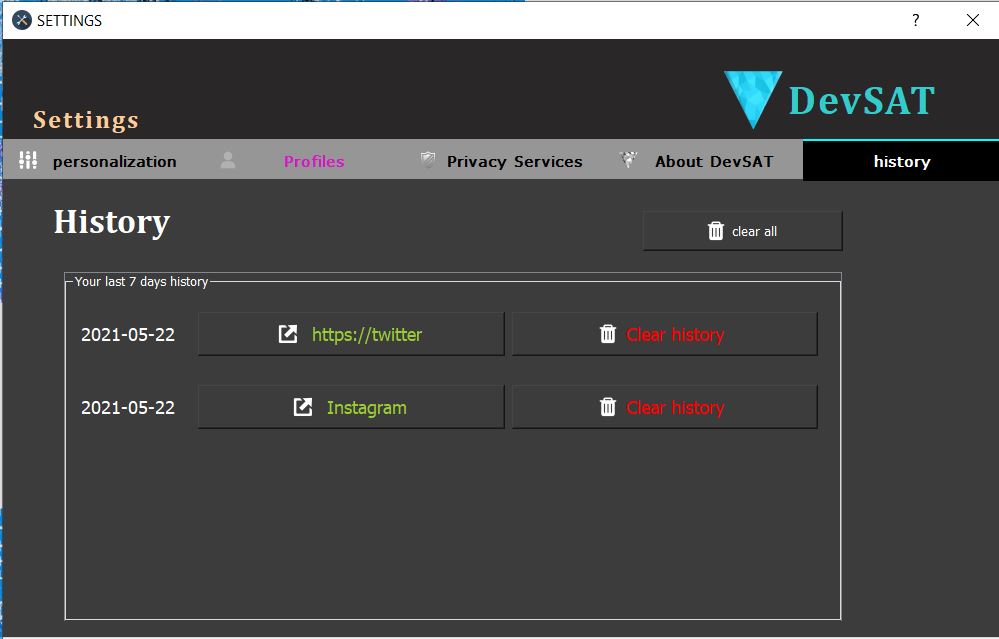 SETTINGS ?
DevSAT
Settings
personalization Profiles Privacy Services About DevSAT history
History
clear all
Your last 7 days history
2021-05-22 https://twitter Clear history
2021-05-22 Instagram Clear history